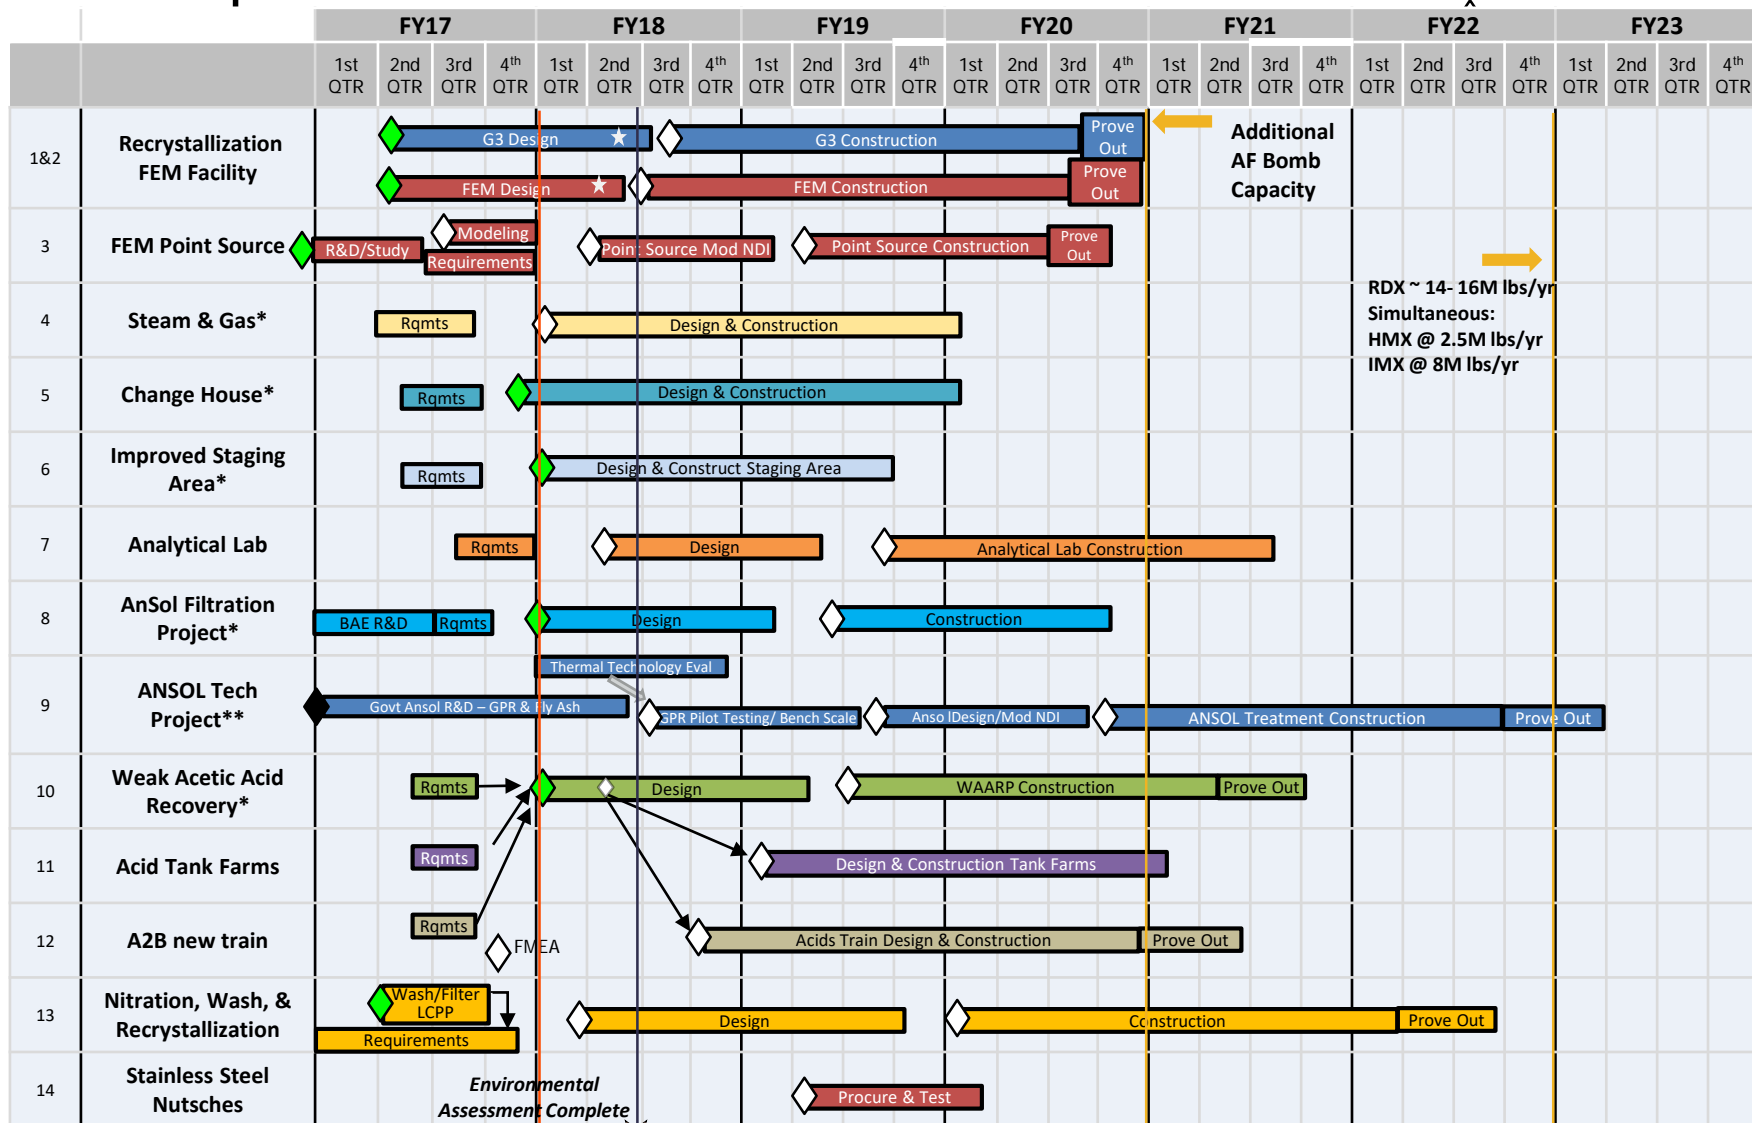 FY17 FY18 FY19 FY20 FY21 FY22 FY23
1st QTR 2nd QTR 3rd QTR 4th QTR 1st QTR 2nd QTR 3rd QTR 4th QTR 1st QTR 2nd QTR 3rd QTR 4th QTR 1st QTR 2nd QTR 3rd QTR 4th QTR 1st QTR 2nd QTR 3rd QTR 4th QTR 1st QTR 2nd QTR 3rd QTR 4th QTR 1st QTR 2nd QTR 3rd QTR 4th QTR
1&2
Recrystallization
FEM Facility
G3 Design
G3 Construction
Prove
Out
FEM Design
FEM Construction
Prove
Out
Additional
AF Bomb
Capacity
3
FEM Point Source
R&D/Study
Modeling
Requirements
Point Source Mod NDI
Point Source Construction
Prove
Out
RDX ~ 14- 16M lbs/yr
Simultaneous:
HMX @ 2.5M lbs/yr
IMX @ 8M lbs/yr
4
Steam & Gas*
Rqmts
Design & Construction
5
Change House*
Rqmts
Design & Construction
6
Improved Staging
Area*
Rqmts
Design & Construct Staging Area
7
Analytical Lab
Rqmts
Design
Analytical Lab Construction
8
AnSol Filtration
Project*
BAE R&D
Rqmts
Design
Construction
9
ANSOL Tech
Project**
Thermal Technology Eval
Govt Ansol R&D – GPR & Fly Ash
GPR Pilot Testing/ Bench Scale
Anso lDesign/Mod NDI
ANSOL Treatment Construction
Prove Out
10
Weak Acetic Acid
Recovery*
Rqmts
Design
WAARP Construction
Prove Out
11
Acid Tank Farms
Rqmts
Design & Construction Tank Farms
12
A2B new train
Rqmts
FMEA
Acids Train Design & Construction
Prove Out
13
Nitration, Wash, &
Recrystallization
Wash/Filter
LCPP
Requirements
Design
Construction
Prove Out
14
Stainless Steel
Nutsches
Environmental
Assessment Complete
Procure & Test